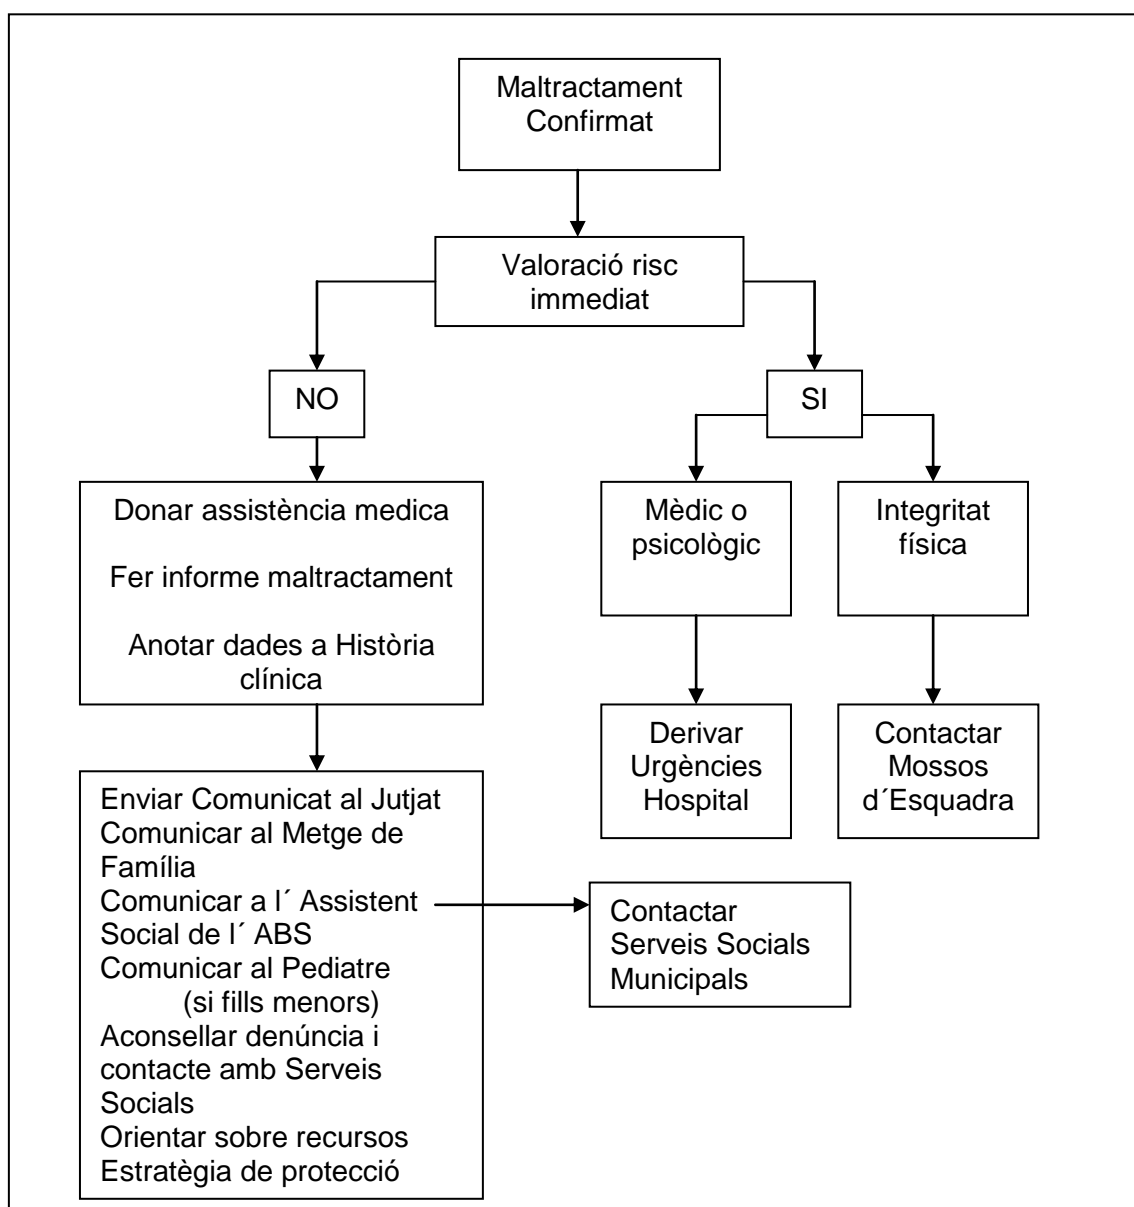 Maltractament
Confirmat
Valoració risc
immediat
NO
SI
Donar assistència medica
Fer informe maltractament
Anotar dades a Històría
clínica
Mèdic o
psicològic
Integritat
física
Derivar
Urgències
Hospital
Contactar
Mossos
d´Esquadra
Enviar Comunicat al Jutjat
Comunicar al Metge de
Família
Comunicar a l´ Assistent
Social de l´ ABS
Comunicar al Pediatre
(si fills menors)
Aconsellar denúncia i
contacte amb Serveis
Socials
Orientar sobre recursos
Estratègia de protecció
Contactar
Serveis Socials
Municipals